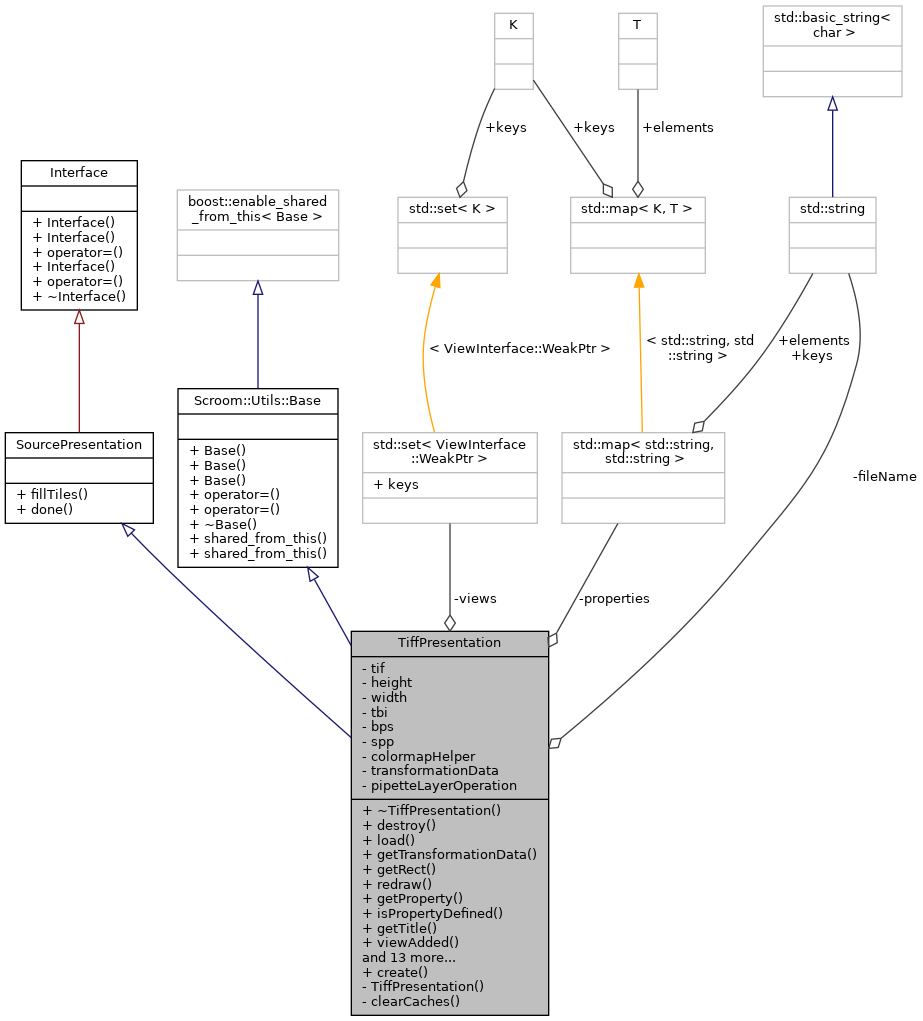 K
T
std::basic_string<
char >
+keys
+keys
+elements
Interface
+ Interface()
+ Interface()
+ operator=()
+ Interface()
+ operator=()
+ ~Interface()
boost::enable_shared
_from_this< Base >
std::set< K >
std::map< K, T >
std::string
< ViewInterface::WeakPtr >
< std::string, std
::string >
+elements
+keys
SourcePresentation
+ fillTiles()
+ done()
Scroom::Utils::Base
+ Base()
+ Base()
+ Base()
+ operator=()
+ operator=()
+ ~Base()
+ shared_from_this()
+ shared_from_this()
std::set< ViewInterface
::WeakPtr >
+ keys
std::map< std::string,
std::string >
-fileName
-views
-properties
TiffPresentation
- tif
- height
- width
- tbi
- bps
- spp
- colormapHelper
- transformationData
- pipetteLayerOperation
+ ~TiffPresentation()
+ destroy()
+ load()
+ getTransformationData()
+ getRect()
+ redraw()
+ getProperty()
+ isPropertyDefined()
+ getTitle()
+ viewAdded()
and 13 more...
+ create()
- TiffPresentation()
- clearCaches()